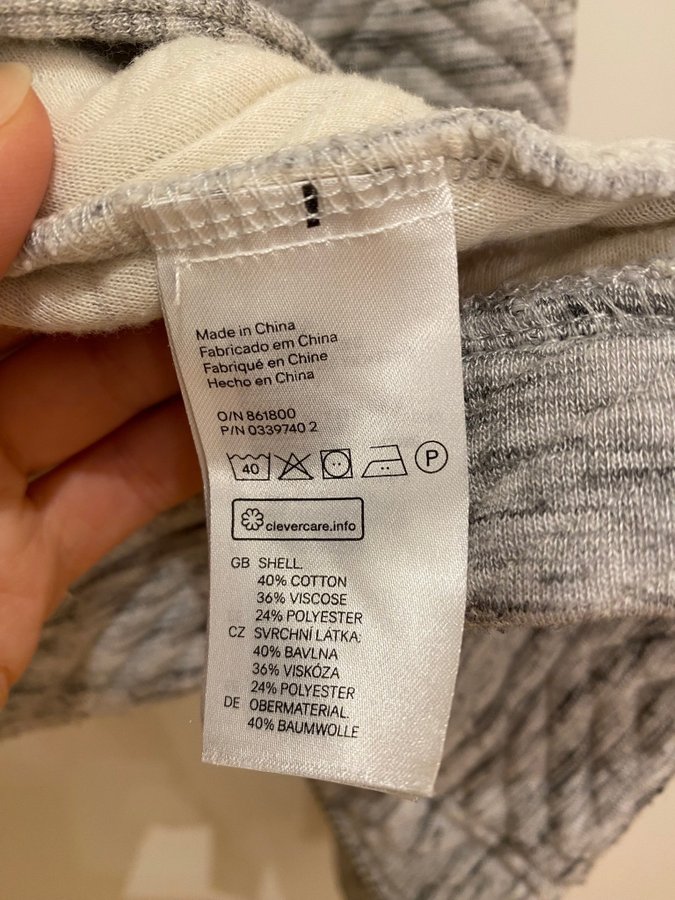 Made in China
Fabricado em China
Fabriqué en Chine
Hecho en China
O/N 861800
P/N 0339740 2
40 P
clevercare.info
GB SHELL.
40% COTTON
36% VISCOSE
24% POLYESTER
CZ SVRCHNÍ LÁTKA:
40% BAVLNA
36% VISKÓZA
24% POLYESTER
DE OBERMATERIAL.
40% BAUMWOLLE